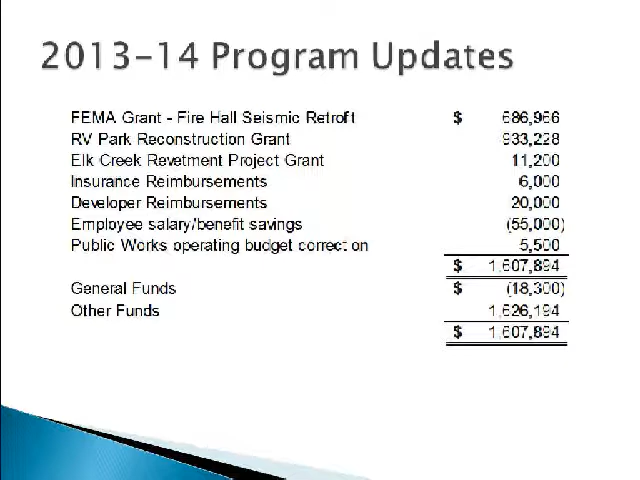 2013-14 Program Updates
FEMA Grant - Fire Hall Seismic Retroft $ 686,966
RV Park Reconstruction Grant 933,228
Elk Creek Revetment Project Grant 11,200
Insurance Reimbursements 6,000
Developer Reimbursements 20,000
Employee salary/benefit savings (55,000)
Public Works operating budget correction 5,500
$ 1,607,894
General Funds $ (18,300)
Other Funds 1,626,194
$ 1,607,894